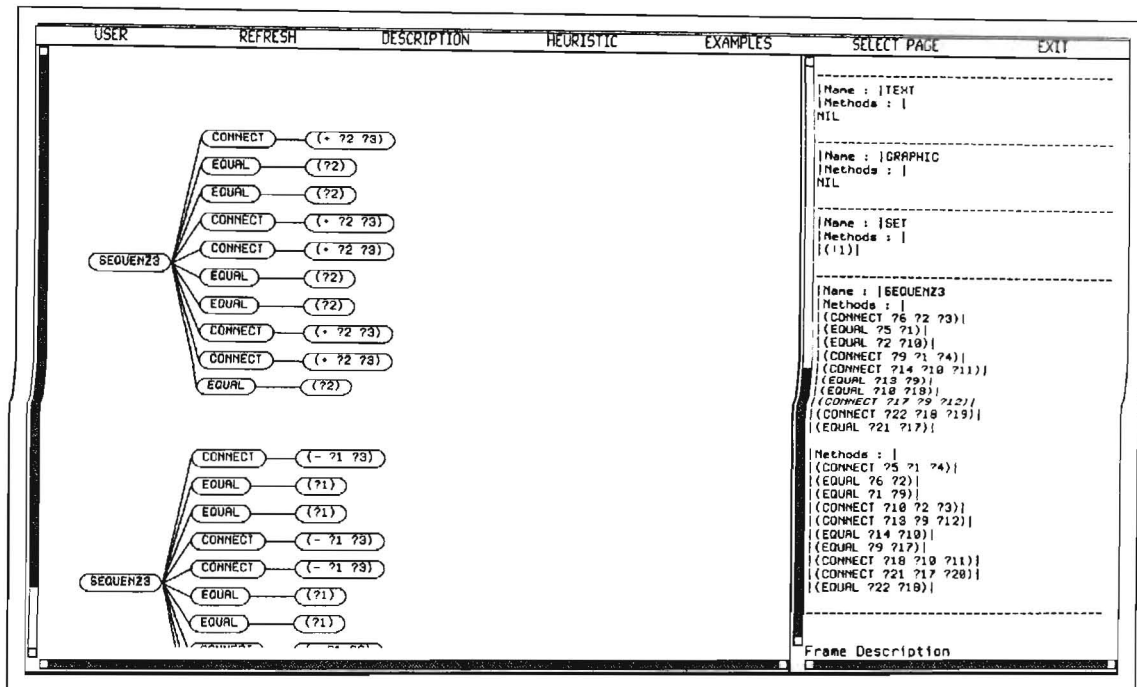 USER REFRESH DESCRIPTION HEURISTIC EXAMPLES SELECT PAGE EXIT
CONNECT (+ ?2 ?3)
EQUAL (?2)
EQUAL (?2)
CONNECT (+ ?2 ?3)
SEQUENZ3
CONNECT (+ ?2 ?3)
EQUAL (?2)
EQUAL (?2)
CONNECT (+ ?2 ?3)
CONNECT (+ ?2 ?3)
EQUAL (?2)
CONNECT (- ?1 ?3)
EQUAL (?1)
EQUAL (?1)
CONNECT (- ?1 ?3)
CONNECT (- ?1 ?3)
SEQUENZ3
EQUAL (?1)
EQUAL (?1)
|Name : |TEXT
|Methods : |
NIL
|Name : |GRAPHIC
|Methods : |
NIL
|Name : |SET
|Methods : |
|(!1)|
|Name : |SEQUENZ3
|Methods : |
|(CONNECT ?6 ?2 ?3)|
|(EQUAL ?5 ?1)|
|(EQUAL ?2 ?10)|
|(CONNECT ?9 ?1 ?4)|
|(CONNECT ?14 ?10 ?11)|
|(EQUAL ?13 ?9)|
|(EQUAL ?10 ?18)|
|(CONNECT ?17 ?9 ?12)|
|(CONNECT ?22 ?18 ?19)|
|(EQUAL ?21 ?17)|
|Methods : |
|(CONNECT ?5 ?1 ?4)|
|(EQUAL ?6 ?2)|
|(EQUAL ?1 ?9)|
|(CONNECT ?10 ?2 ?3)|
|(CONNECT ?13 ?9 ?12)|
|(EQUAL ?14 ?10)|
|(EQUAL ?9 ?17)|
|(CONNECT ?18 ?10 ?11)|
|(CONNECT ?21 ?17 ?20)|
|(EQUAL ?22 ?18)|
Frame Description